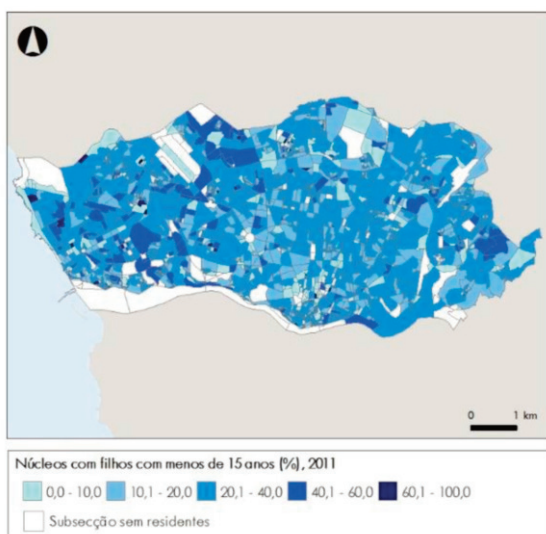 0 1 km
Núcleos com filhos com menos de 15 anos (%), 2011
0,0 - 10,0 10,1 - 20,0 20,1 - 40,0 40,1 - 60,0 60,1 - 100,0
Subsecção sem residentes